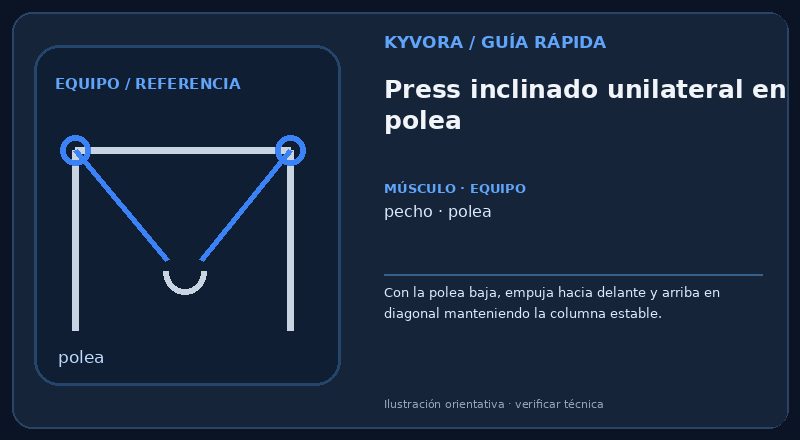 EQUIPO / REFERENCIA
polea
KYVORA / GUÍA RÁPIDA
Press inclinado unilateral en
polea
MÚSCULO · EQUIPO
pecho · polea
Con la polea baja, empuja hacia delante y arriba en
diagonal manteniendo la columna estable.
Ilustración orientativa · verificar técnica